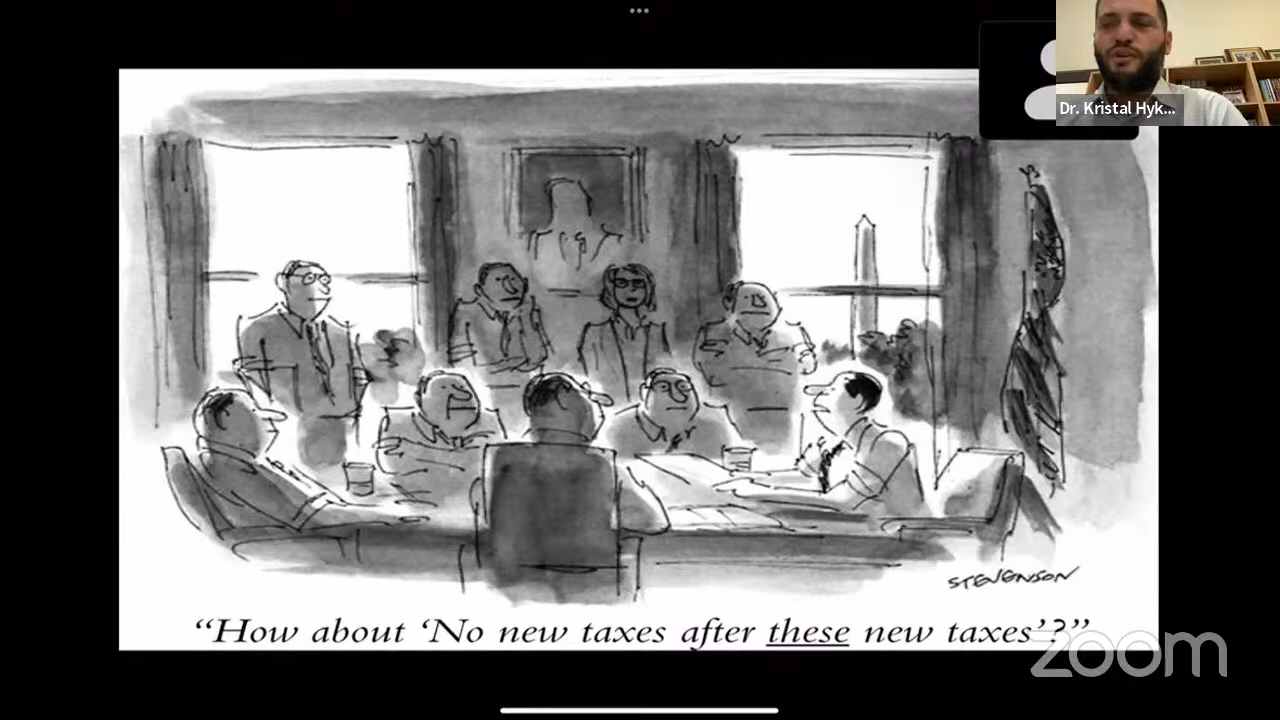 Dr. Kristal Hyk...
STEVENSON
“How about ‘No new taxes after these new taxes’?”
zoom